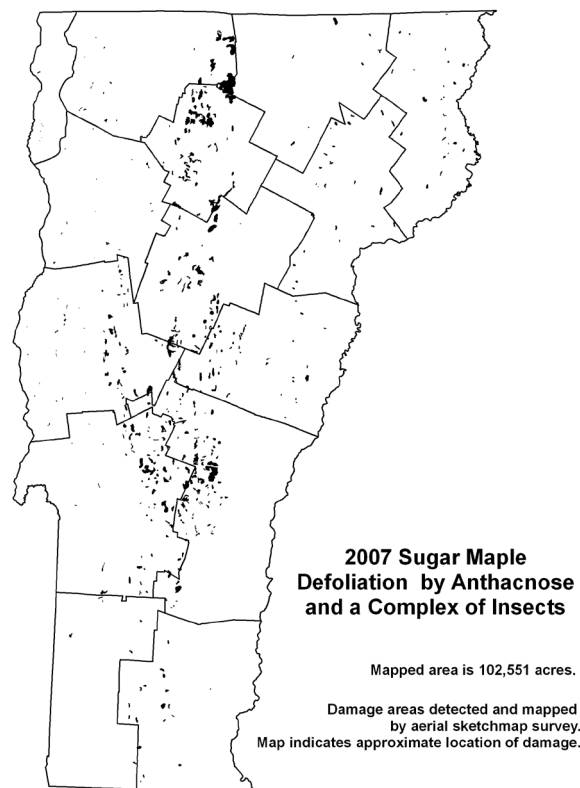 2007 Sugar Maple
Defoliation by Anthacnose
and a Complex of Insects
Mapped area is 102,551 acres.
Damage areas detected and mapped
by aerial sketchmap survey.
Map indicates approximate location of damage.